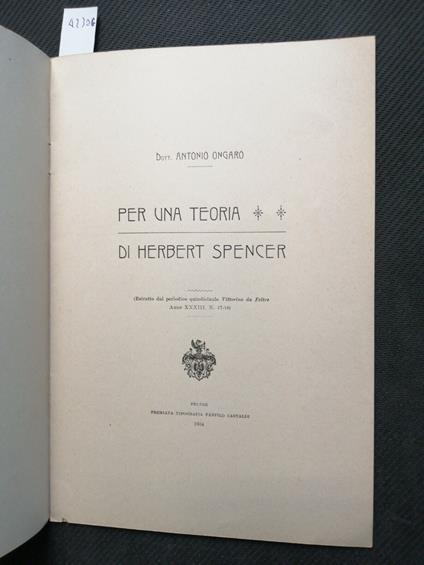 42306
Dott. ANTONIO ONGARO
PER UNA TEORIA
DI HERBERT SPENCER
(Estratto dal periodico quindicinale Vittorino da Feltre
Anno XXXIII, N. 17-18)
FELTRE
PREMIATA TIPOGRAFIA PANFILO CASTALDI
1904